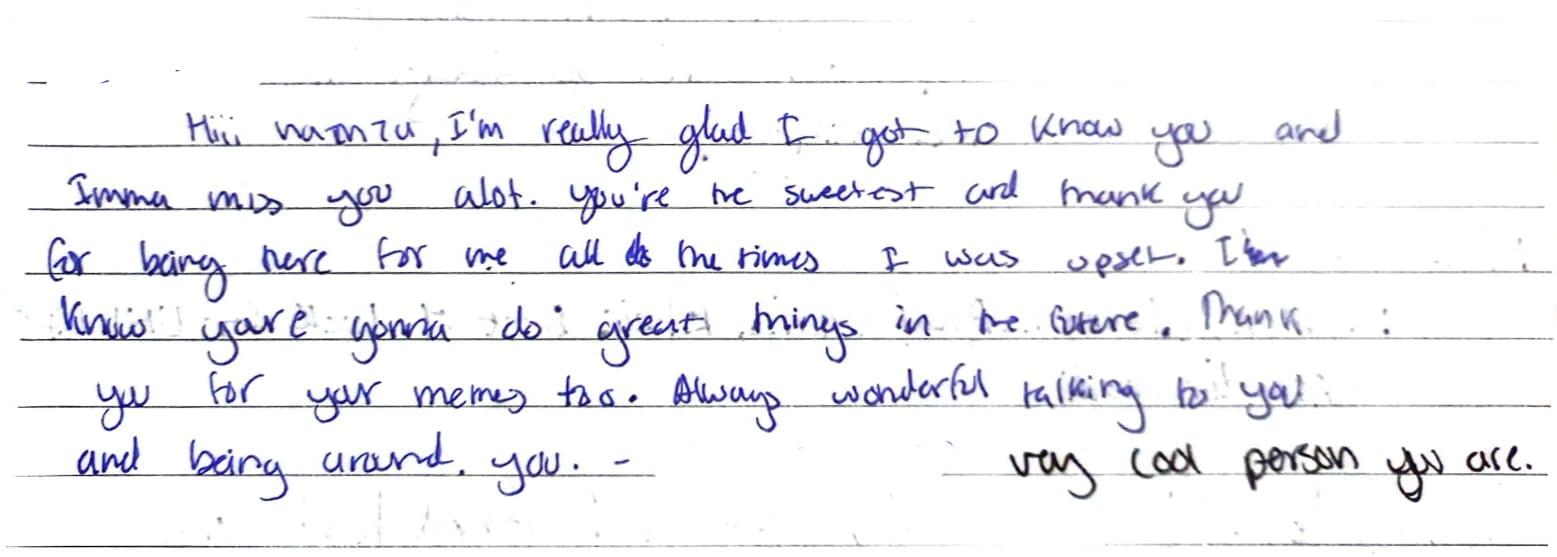 Hiii hamza, I'm really glad I got to know you and
Imma miss you alot. you're the sweetest and thank you
for being here for me all the times I was upset. I
know you're gonna do great things in the future. Thank
you for your memes too. Always wonderful talking to you
and being around you. - very cool person you are.